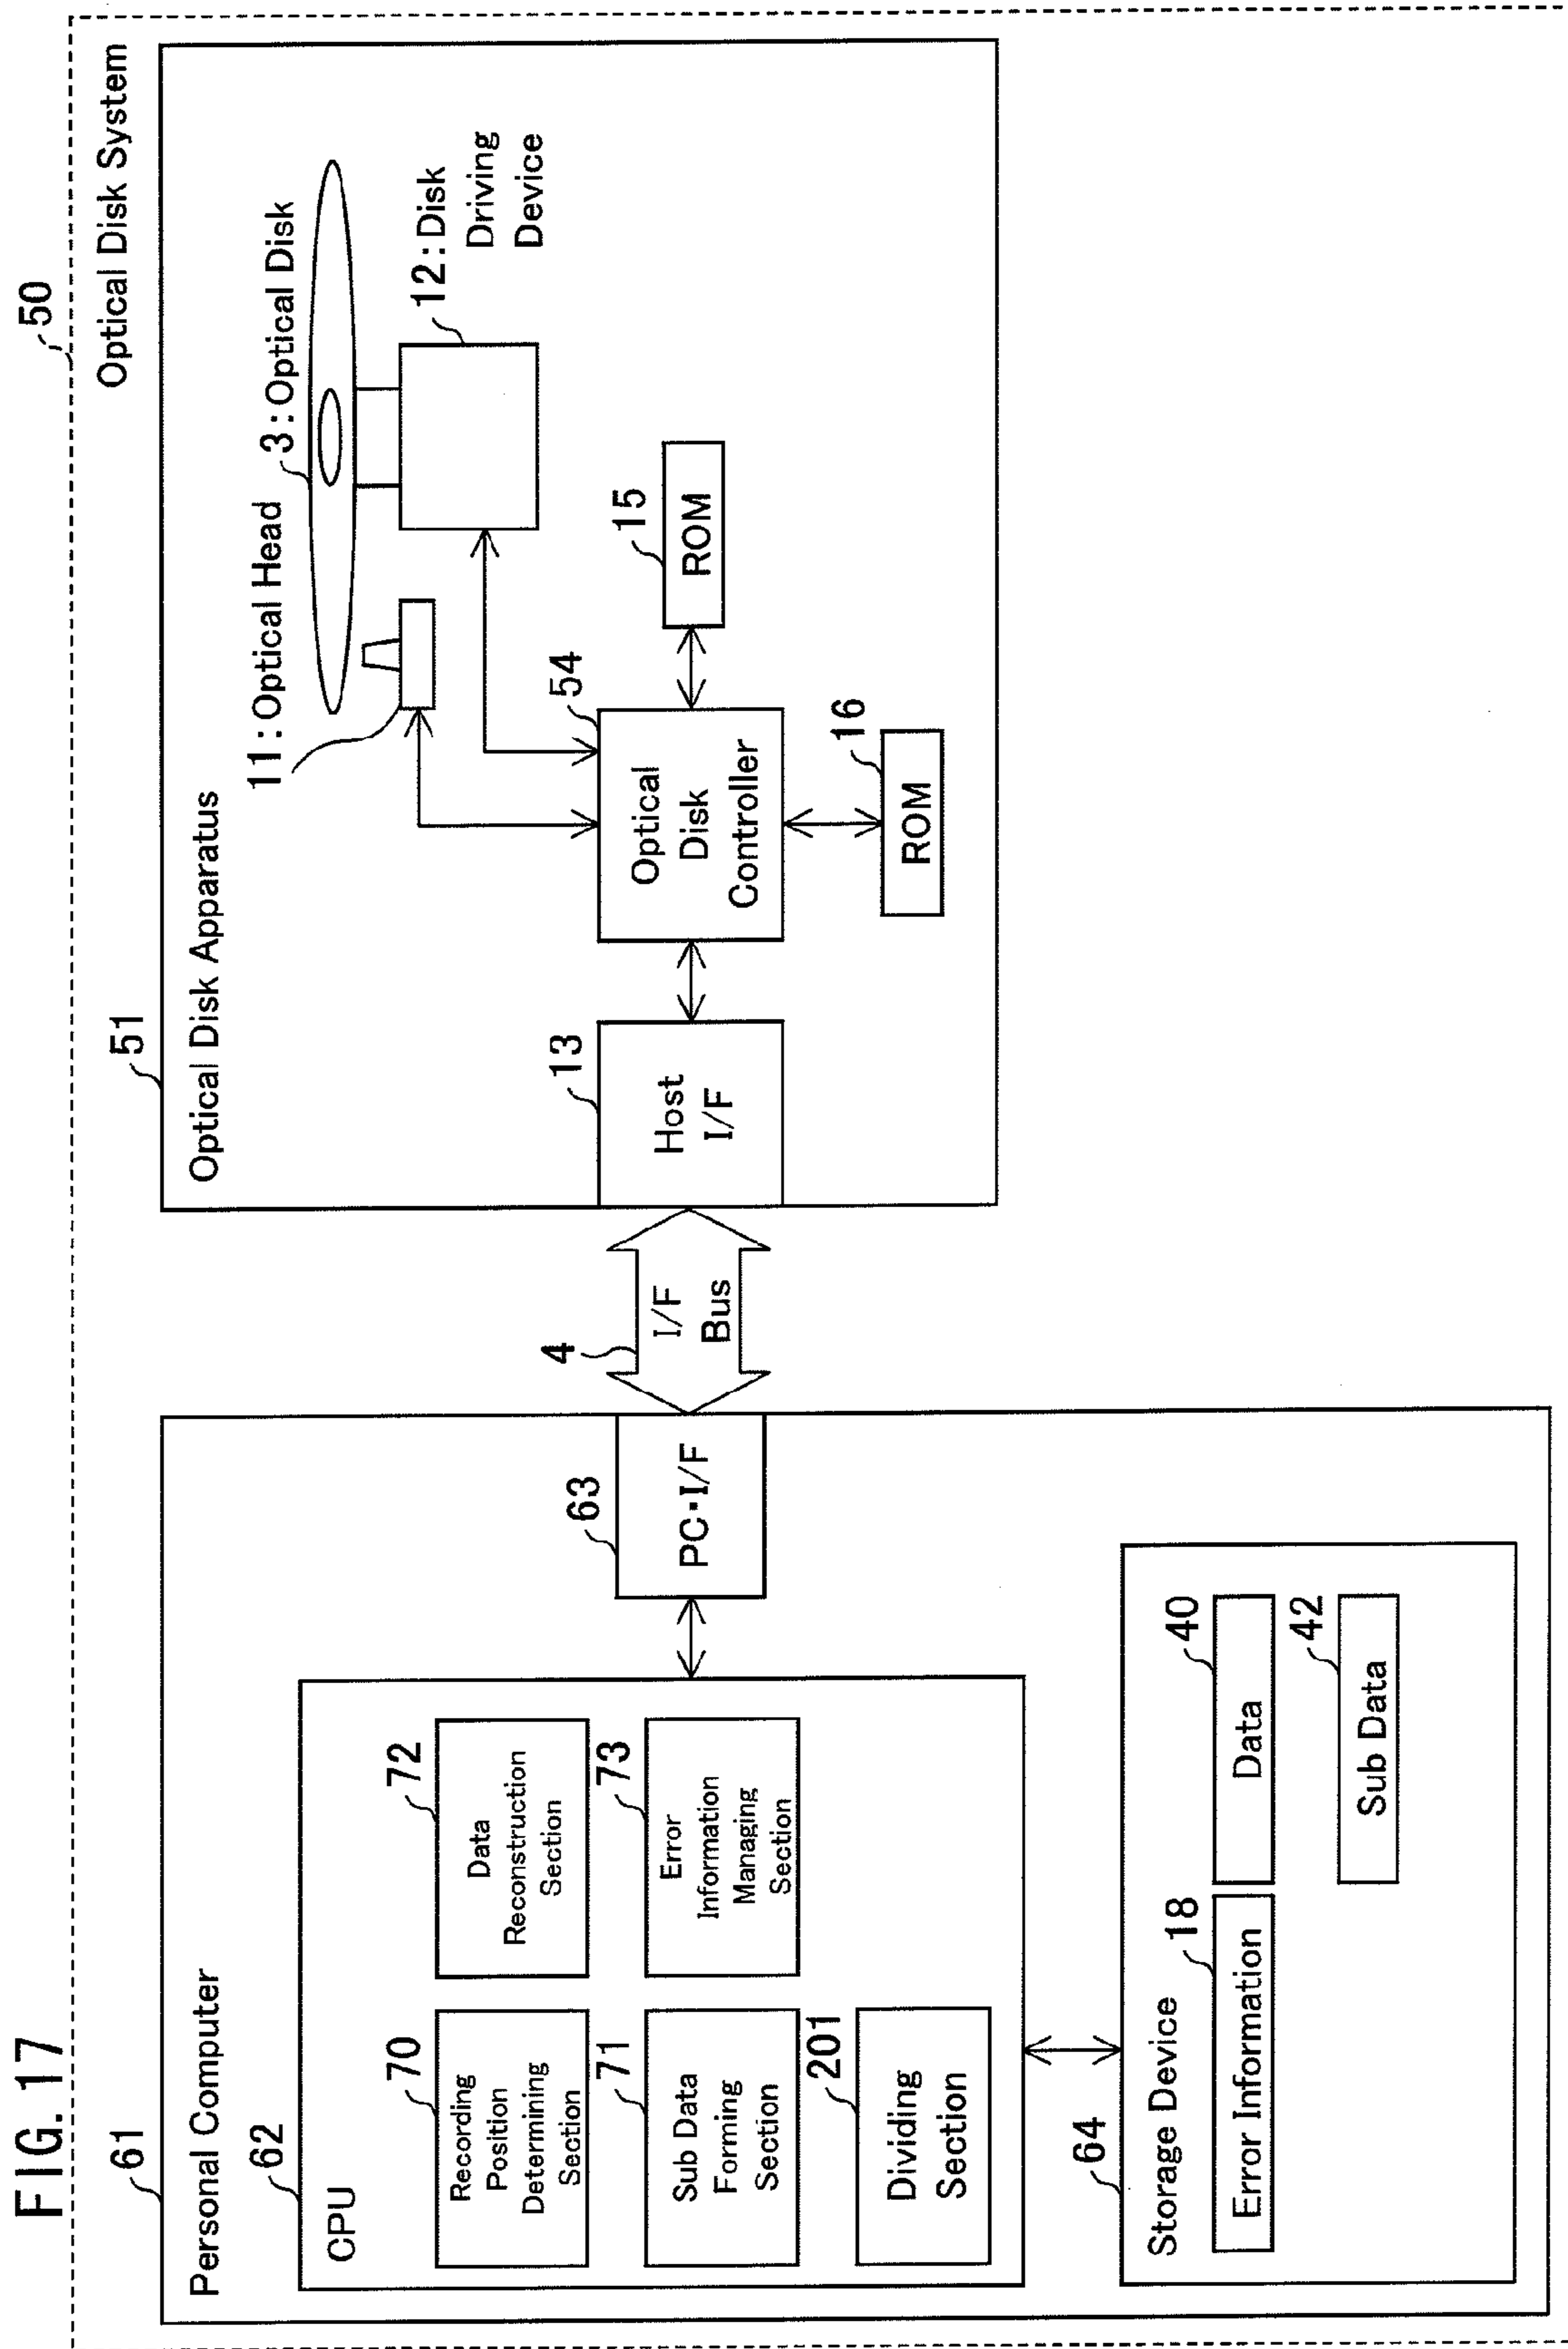 FIG.17
50
Optical Disk System
61
Personal Computer
62
CPU
70
Recording
Position
Determining
Section
72
Data
Reconstruction
Section
71
Sub Data
Forming
Section
73
Error
Information
Managing
Section
201
Dividing
Section
63
PC·I/F
64
Storage Device
18
Error Information
40
Data
42
Sub Data
4
I/F
Bus
51
Optical Disk Apparatus
13
Host
I/F
54
Optical
Disk
Controller
11:Optical Head
3:Optical Disk
12:Disk
Driving
Device
15
ROM
16
ROM